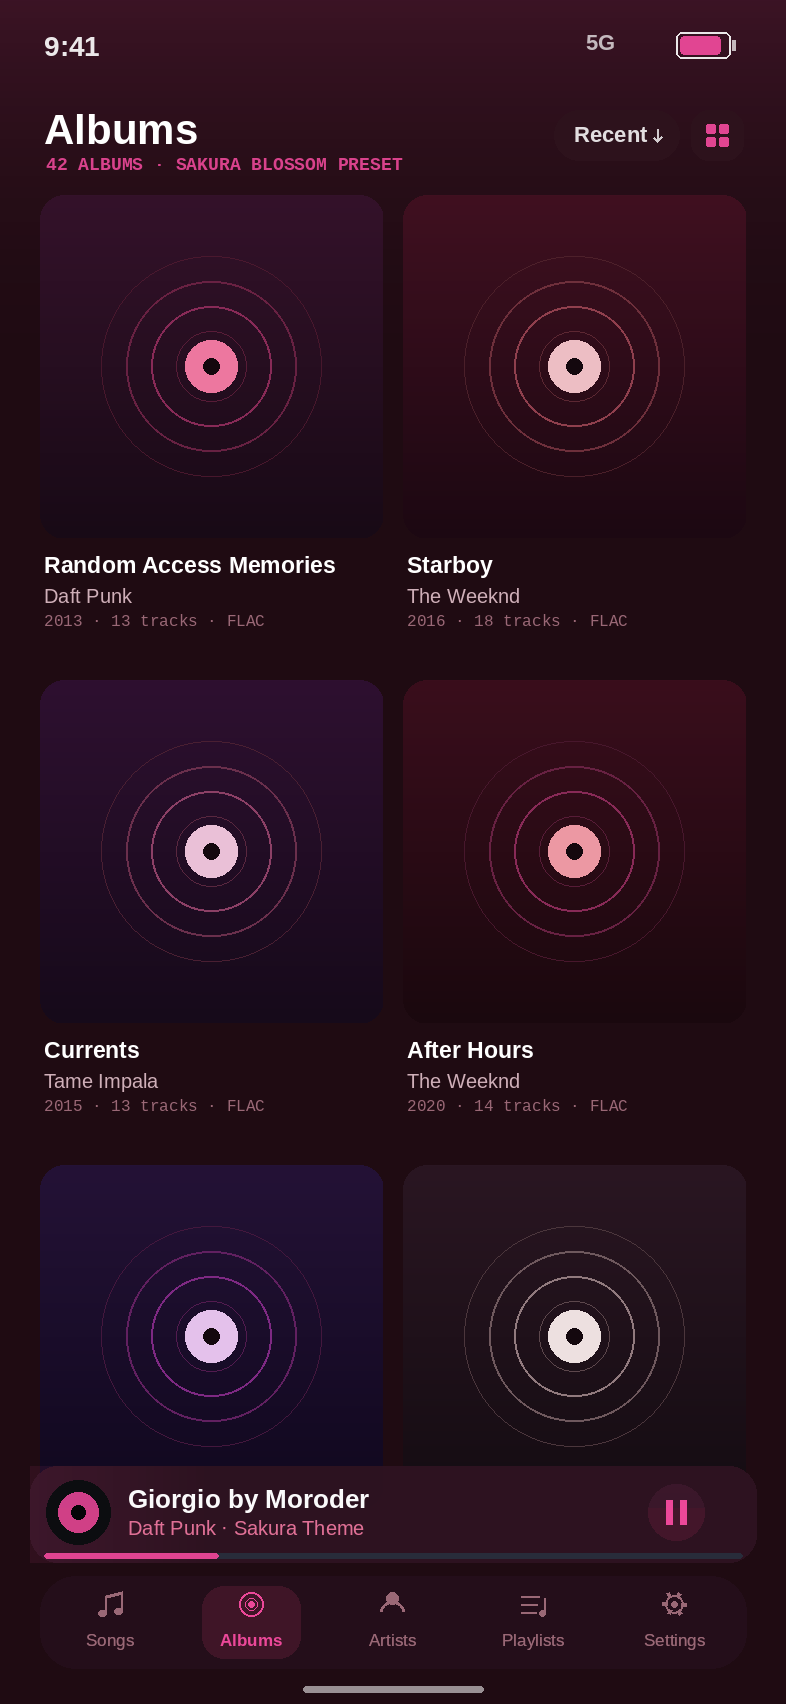 9:41
5G
Albums
Recent ↓
42 ALBUMS · SAKURA BLOSSOM PRESET
Random Access Memories
Daft Punk
2013 · 13 tracks · FLAC
Starboy
The Weeknd
2016 · 18 tracks · FLAC
Currents
Tame Impala
2015 · 13 tracks · FLAC
After Hours
The Weeknd
2020 · 14 tracks · FLAC
Giorgio by Moroder
Daft Punk · Sakura Theme
Songs
Albums
Artists
Playlists
Settings